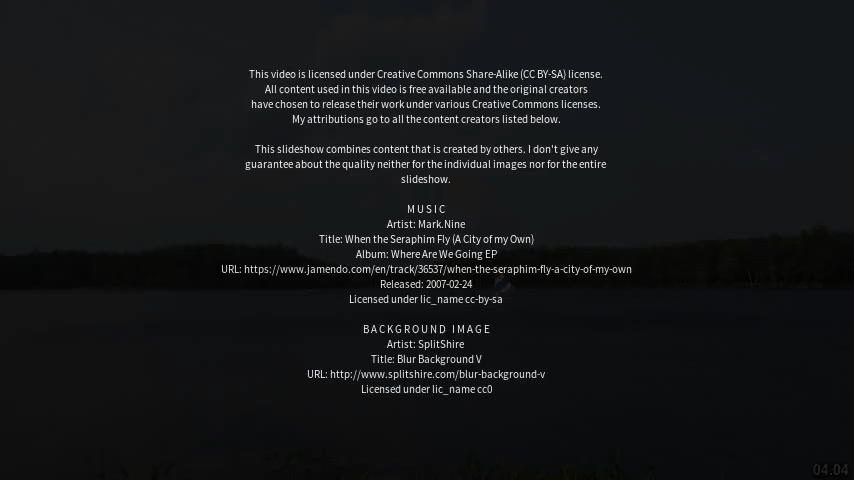 This video is licensed under Creative Commons Share-Alike (CC BY-SA) license.
All content used in this video is free available and the original creators
have chosen to release their work under various Creative Commons licenses.
My attributions go to all the content creators listed below.
This slideshow combines content that is created by others. I don't give any
guarantee about the quality neither for the individual images nor for the entire
slideshow.
MUSIC
Artist: Mark.Nine
Title: When the Seraphim Fly (A City of my Own)
Album: Where Are We Going EP
URL: https://www.jamendo.com/en/track/36537/when-the-seraphim-fly-a-city-of-my-own
Released: 2007-02-24
Licensed under lic_name cc-by-sa
BACKGROUND IMAGE
Artist: SplitShire
Title: Blur Background V
URL: http://www.splitshire.com/blur-background-v
Licensed under lic_name cc0
04.04